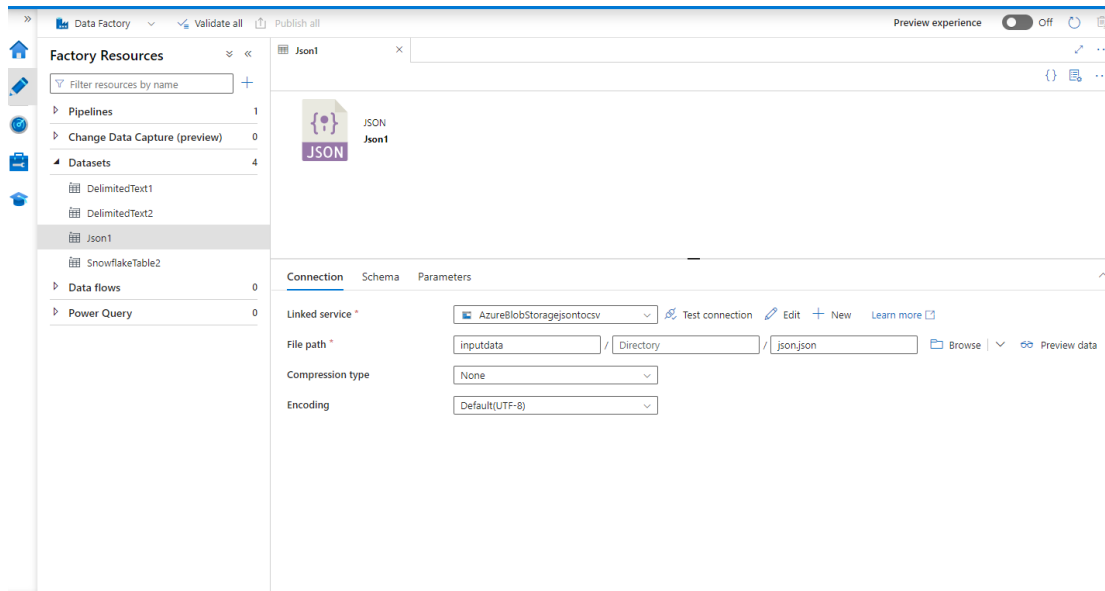 » Data Factory Validate all Publish all Preview experience Off
Factory Resources
Json1
Filter resources by name
Pipelines 1
Change Data Capture (preview) 0
Datasets 4
DelimitedText1
DelimitedText2
Json1
SnowflakeTable2
Data flows 0
Power Query 0
{}
JSON
JSON
Json1
Connection Schema Parameters
Linked service * AzureBlobStoragejsontocsv Test connection Edit New Learn more
File path * inputdata / Directory / json.json Browse Preview data
Compression type None
Encoding Default(UTF-8)